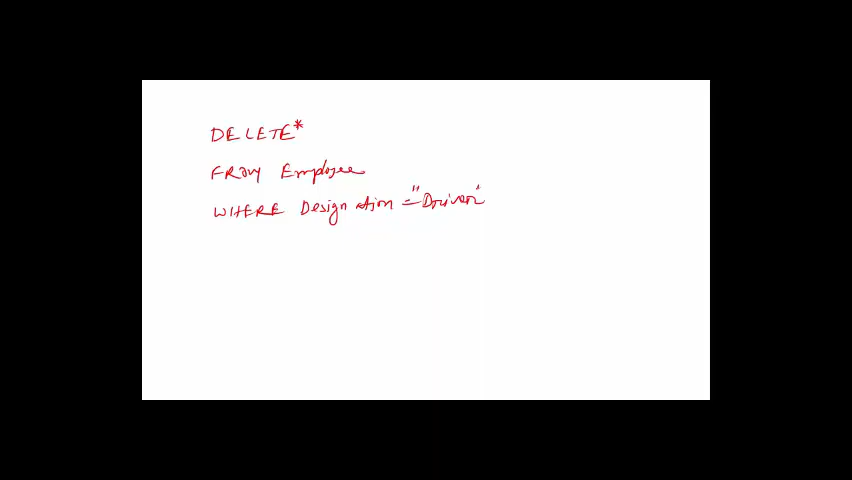 DELETE*
FROM Employee
WHERE Designation = "Driver"